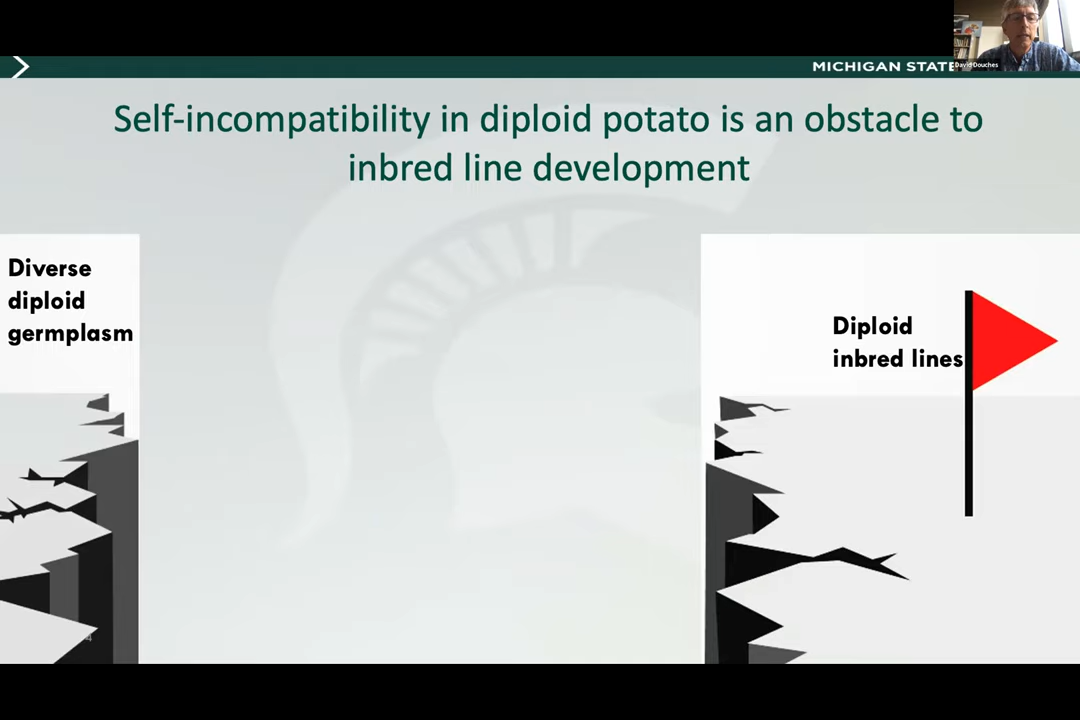 MICHIGAN STATE
David Douches
Self-incompatibility in diploid potato is an obstacle to
inbred line development
Diverse
diploid
germplasm
Diploid
inbred lines
4